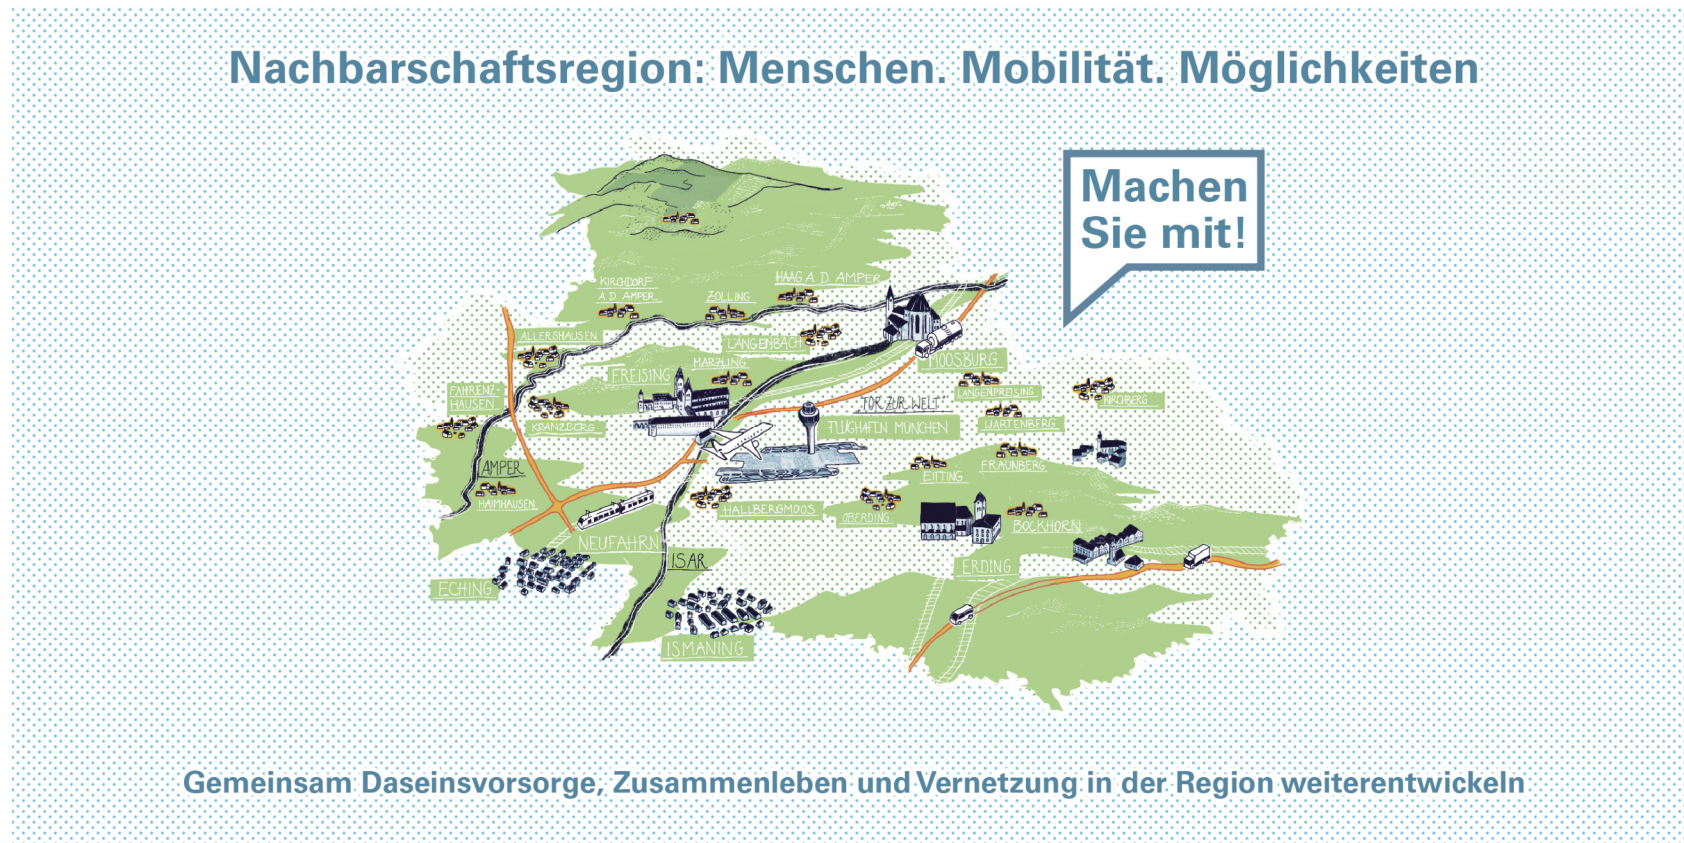 Nachbarschaftsregion: Menschen. Mobilität. Möglichkeiten
Machen
Sie mit!
KIRCHDORF
A.D. AMPER
ZOLLING
HAAG A.D. AMPER
ALLERSHAUSEN
LANGENBACH
MARZLING
FREISING
MOOSBURG
FAHRENZ-
HAUSEN
KRANZBERG
„TOR ZUR WELT“
FLUGHAFEN MÜNCHEN
LANGENPREISING
KIRCHBERG
WARTENBERG
AMPER
HAIMHAUSEN
EITTING
FRAUNBERG
HALLBERGMOOS
OBERDING
BOCKHORN
NEUFAHRN
ISAR
ERDING
ECHING
ISMANING
Gemeinsam Daseinsvorsorge, Zusammenleben und Vernetzung in der Region weiterentwickeln